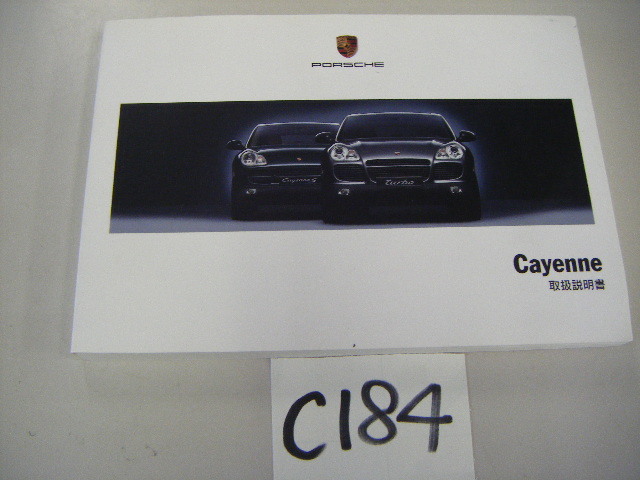 PORSCHE
Cayenne S
turbo
Cayenne
取扱説明書
C184